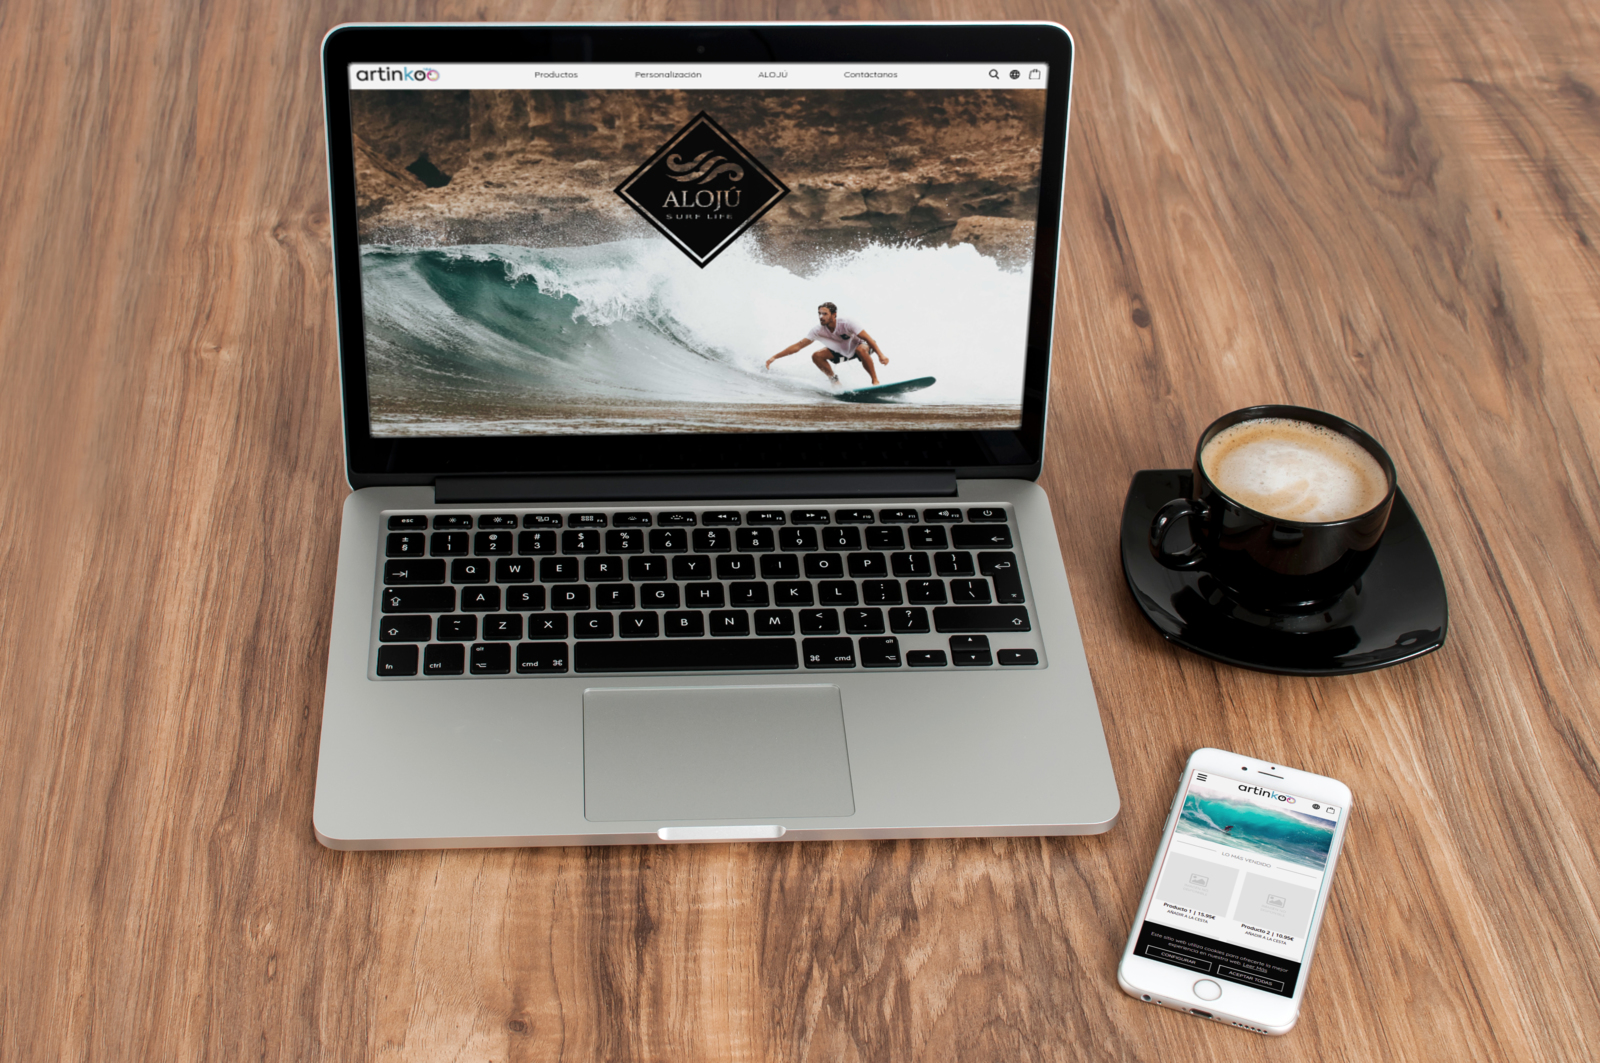 artinkoo
Productos Personalización ALOJÚ Contáctanos
ALOJÚ
SURF LIFE
esc F1 F2 F3 F4 F5 F6 F7 F8 F9 F10 F11 F12
± ! @ # $ % ^ & * ( ) _ +
§ 1 2 3 4 5 6 7 8 9 0 - =
Q W E R T Y U I O P { }
[ ]
A S D F G H J K L : " |
; ' \
~ Z X C V B N M < > ?
` , . /
fn ctrl alt cmd ⌘ ⌘ cmd alt
artinkoo
LO MÁS VENDIDO
Producto 1 | 15.95€
AÑADIR A LA CESTA
Producto 2 | 10.95€
AÑADIR A LA CESTA
Este sitio web utiliza cookies para ofrecerte la mejor
experiencia en nuestra web. Leer Más
CONFIGURAR
ACEPTAR TODAS